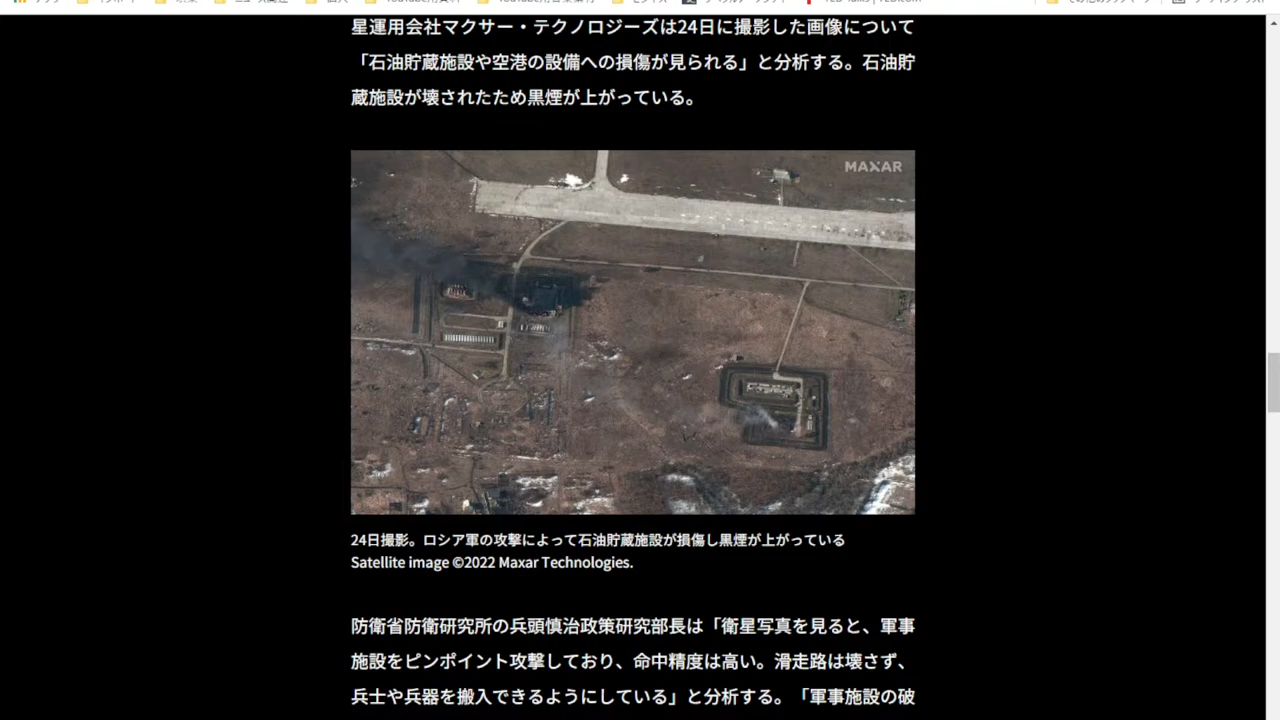 星運用会社マクサー・テクノロジーズは24日に撮影した画像について
「石油貯蔵施設や空港の設備への損傷が見られる」と分析する。石油貯
蔵施設が壊されたため黒煙が上がっている。
MAXAR
24日撮影。ロシア軍の攻撃によって石油貯蔵施設が損傷し黒煙が上がっている
Satellite image ©2022 Maxar Technologies.
防衛省防衛研究所の兵頭慎治政策研究部長は「衛星写真を見ると、軍事
施設をピンポイント攻撃しており、命中精度は高い。滑走路は壊さず、
兵士や兵器を搬入できるようにしている」と分析する。「軍事施設の破